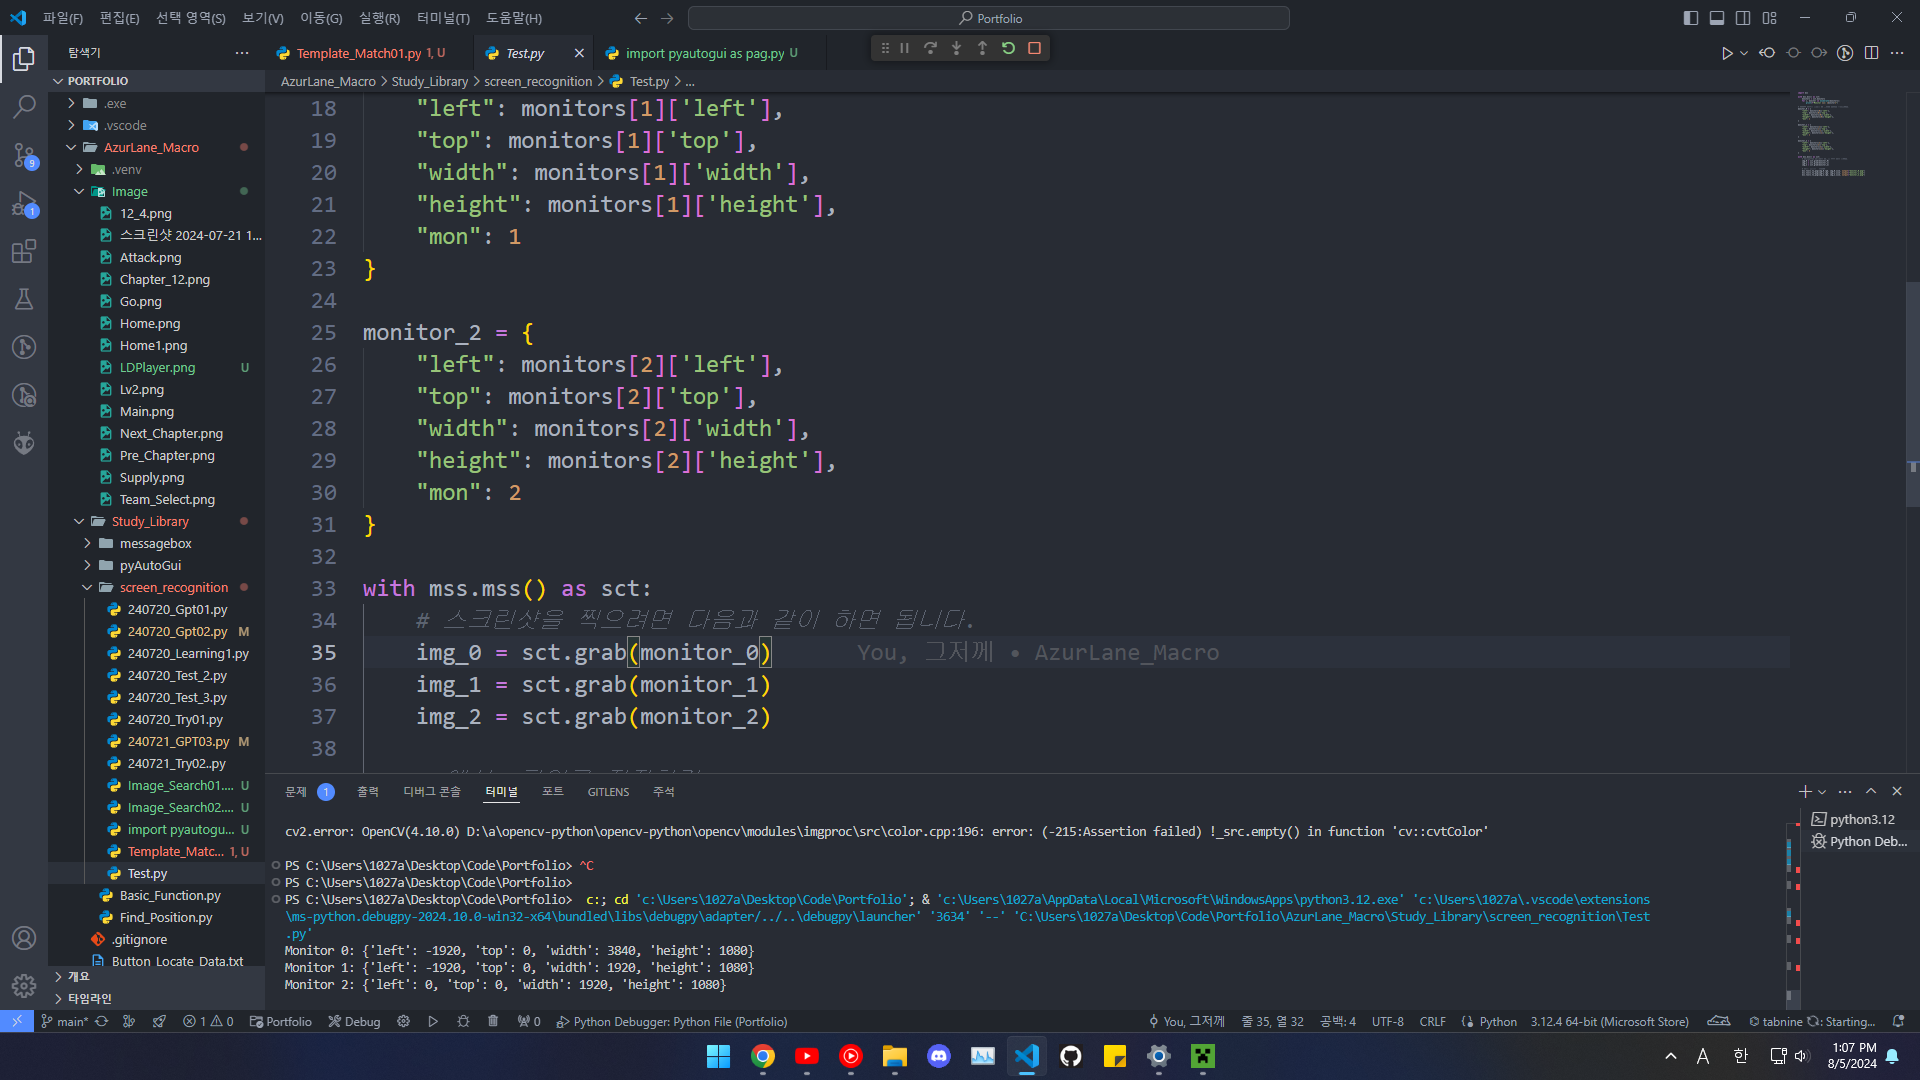 파일(F) 편집(E) 선택 영역(S) 보기(V) 이동(G) 실행(R) 터미널(T) 도움말(H)
Portfolio
탐색기
Template_Match01.py 1, U
Test.py
import pyautogui as pag.py U
PORTFOLIO
AzurLane_Macro > Study_Library > screen_recognition > Test.py > ...
.exe
.vscode
AzurLane_Macro
.venv
Image
12_4.png
스크린샷 2024-07-21 1...
Attack.png
Chapter_12.png
Go.png
Home.png
Home1.png
LDPlayer.png U
Lv2.png
Main.png
Next_Chapter.png
Pre_Chapter.png
Supply.png
Team_Select.png
Study_Library
messagebox
pyAutoGui
screen_recognition
240720_Gpt01.py
240720_Gpt02.py M
240720_Learning1.py
240720_Test_2.py
240720_Test_3.py
240720_Try01.py
240721_GPT03.py M
240721_Try02..py
Image_Search01.... U
Image_Search02.... U
import pyautogu... U
Template_Matc... 1, U
Test.py
Basic_Function.py
Find_Position.py
.gitignore
Button_Locate_Data.txt
개요
타임라인
9
1
18 "left": monitors[1]['left'],
19 "top": monitors[1]['top'],
20 "width": monitors[1]['width'],
21 "height": monitors[1]['height'],
22 "mon": 1
23 }
24
25 monitor_2 = {
26 "left": monitors[2]['left'],
27 "top": monitors[2]['top'],
28 "width": monitors[2]['width'],
29 "height": monitors[2]['height'],
30 "mon": 2
31 }
32
33 with mss.mss() as sct:
34 # 스크린샷을 찍으려면 다음과 같이 하면 됩니다.
35 img_0 = sct.grab(monitor_0) You, 그저께 • AzurLane_Macro
36 img_1 = sct.grab(monitor_1)
37 img_2 = sct.grab(monitor_2)
38
문제 1 출력 디버그 콘솔 터미널 포트 GITLENS 주석
python3.12
Python Deb...
cv2.error: OpenCV(4.10.0) D:\a\opencv-python\opencv-python\opencv\modules\imgproc\src\color.cpp:196: error: (-215:Assertion failed) !_src.empty() in function 'cv::cvtColor'
PS C:\Users\1027a\Desktop\Code\Portfolio> ^C
PS C:\Users\1027a\Desktop\Code\Portfolio>
PS C:\Users\1027a\Desktop\Code\Portfolio> c:; cd 'c:\Users\1027a\Desktop\Code\Portfolio'; & 'c:\Users\1027a\AppData\Local\Microsoft\WindowsApps\python3.12.exe' 'c:\Users\1027a\.vscode\extensions
\ms-python.debugpy-2024.10.0-win32-x64\bundled\libs\debugpy\adapter/../..\debugpy\launcher' '3634' '--' 'C:\Users\1027a\Desktop\Code\Portfolio\AzurLane_Macro\Study_Library\screen_recognition\Test
.py'
Monitor 0: {'left': -1920, 'top': 0, 'width': 3840, 'height': 1080}
Monitor 1: {'left': -1920, 'top': 0, 'width': 1920, 'height': 1080}
Monitor 2: {'left': 0, 'top': 0, 'width': 1920, 'height': 1080}
main* 1 0 Portfolio Debug 0 Python Debugger: Python File (Portfolio) You, 그저께 줄 35, 열 32 공백: 4 UTF-8 CRLF Python 3.12.4 64-bit (Microsoft Store) tabnine Starting...
A 한 1:07 PM
8/5/2024